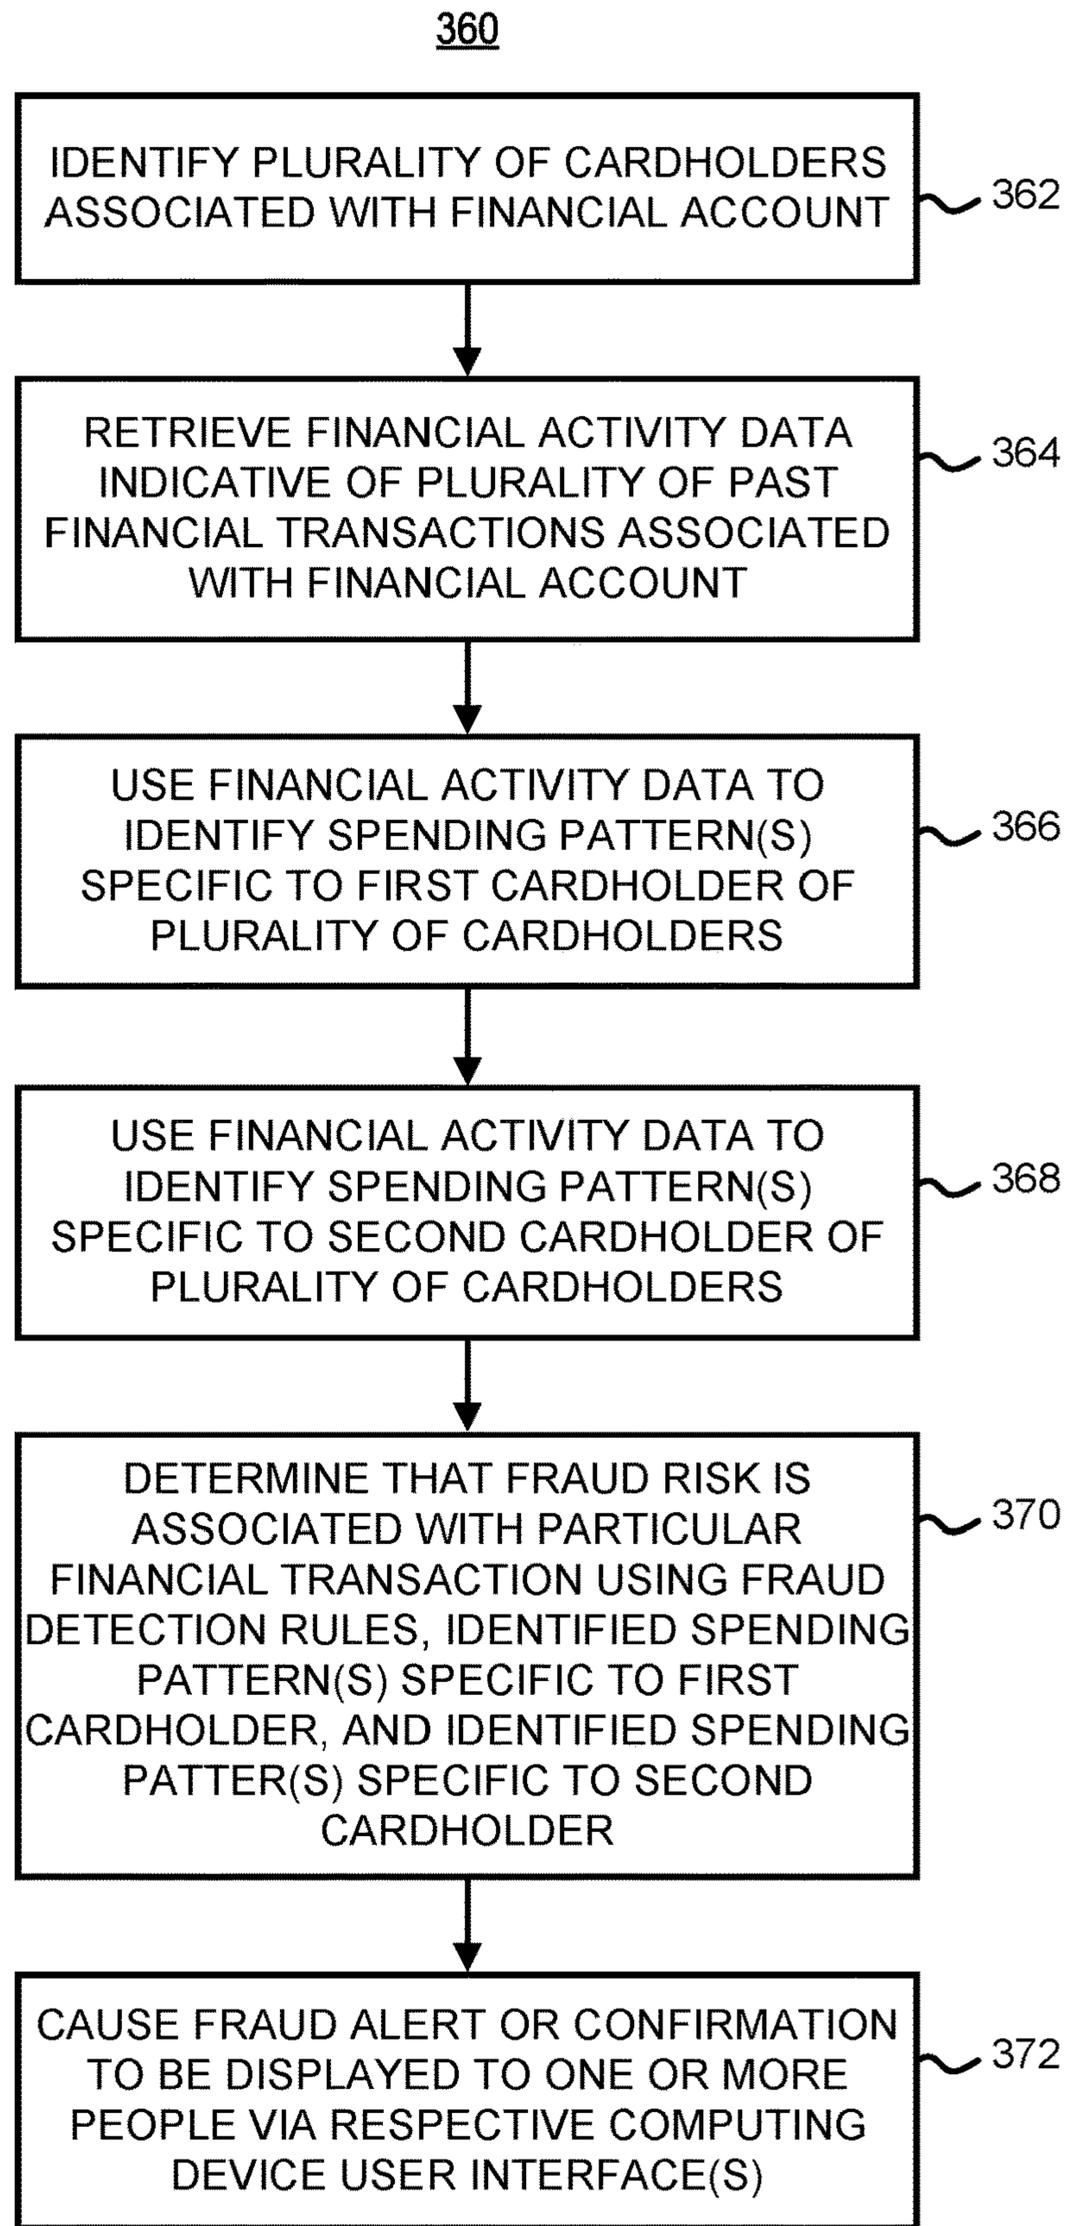 360
IDENTIFY PLURALITY OF CARDHOLDERS
ASSOCIATED WITH FINANCIAL ACCOUNT
362
RETRIEVE FINANCIAL ACTIVITY DATA
INDICATIVE OF PLURALITY OF PAST
FINANCIAL TRANSACTIONS ASSOCIATED
WITH FINANCIAL ACCOUNT
364
USE FINANCIAL ACTIVITY DATA TO
IDENTIFY SPENDING PATTERN(S)
SPECIFIC TO FIRST CARDHOLDER OF
PLURALITY OF CARDHOLDERS
366
USE FINANCIAL ACTIVITY DATA TO
IDENTIFY SPENDING PATTERN(S)
SPECIFIC TO SECOND CARDHOLDER OF
PLURALITY OF CARDHOLDERS
368
DETERMINE THAT FRAUD RISK IS
ASSOCIATED WITH PARTICULAR
FINANCIAL TRANSACTION USING FRAUD
DETECTION RULES, IDENTIFIED SPENDING
PATTERN(S) SPECIFIC TO FIRST
CARDHOLDER, AND IDENTIFIED SPENDING
PATTER(S) SPECIFIC TO SECOND
CARDHOLDER
370
CAUSE FRAUD ALERT OR CONFIRMATION
TO BE DISPLAYED TO ONE OR MORE
PEOPLE VIA RESPECTIVE COMPUTING
DEVICE USER INTERFACE(S)
372